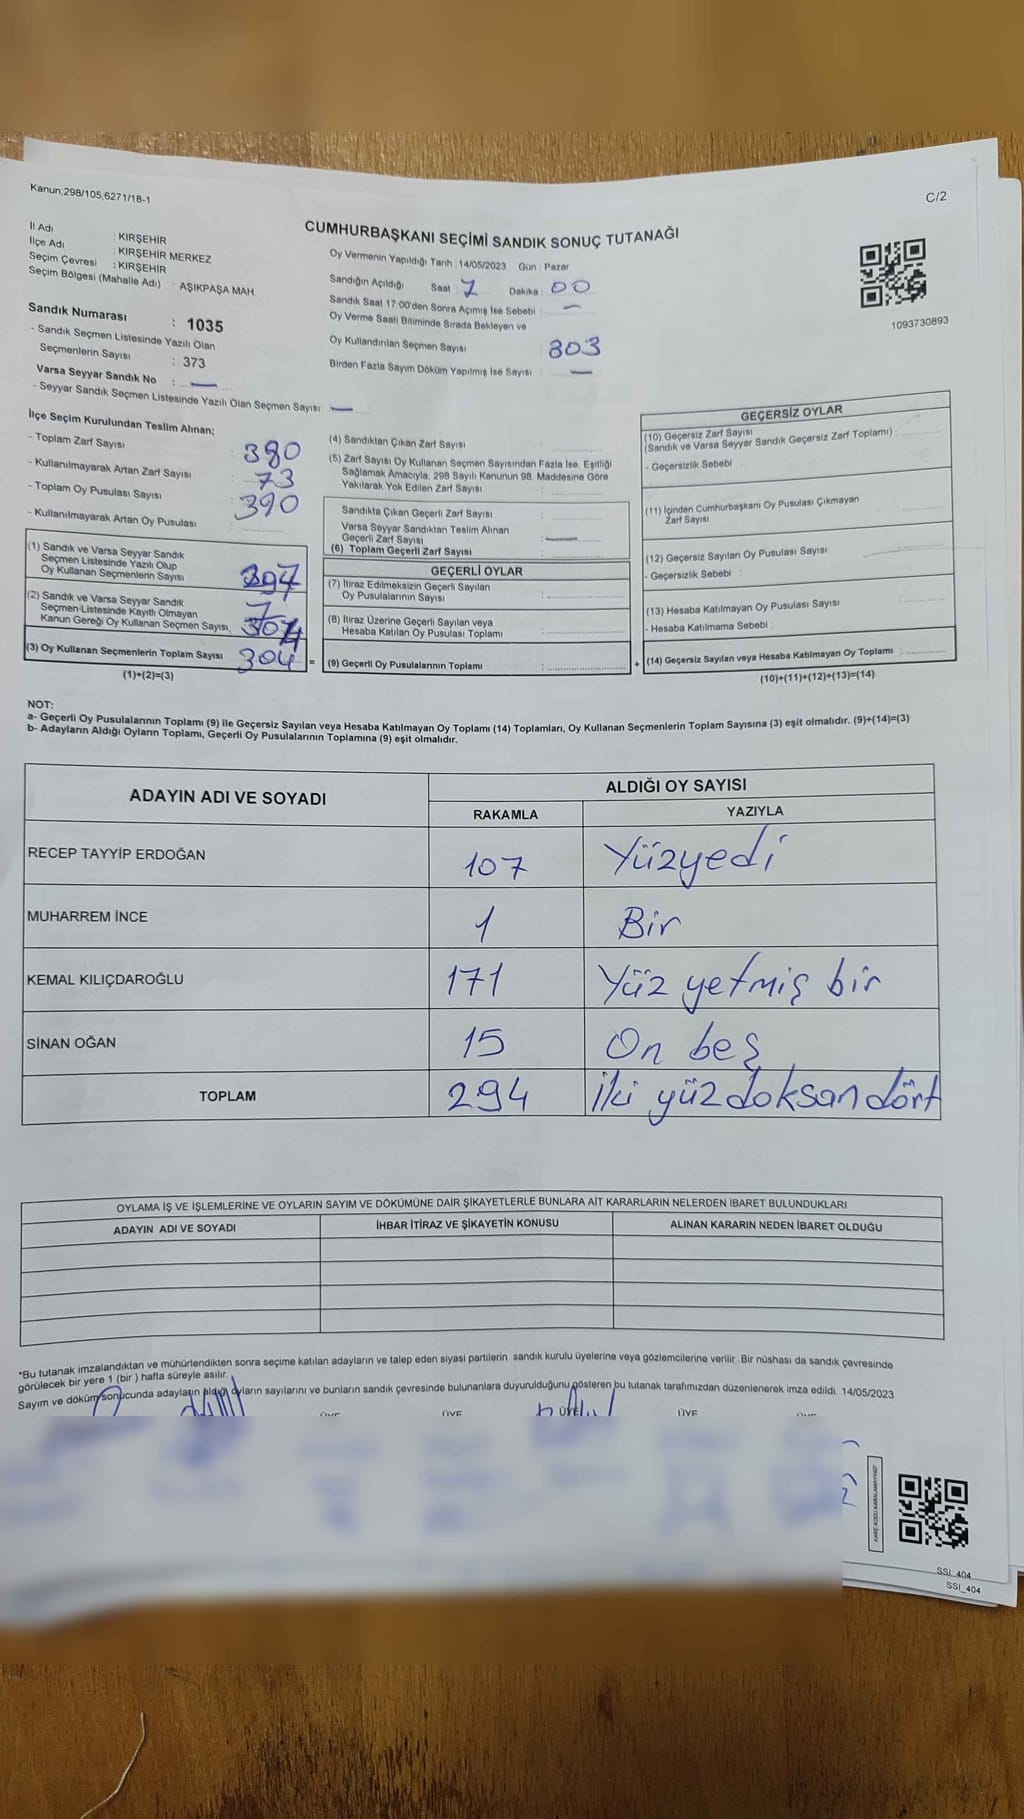 Kanun;298/105,6271/18-1
C/2
CUMHURBAŞKANI SEÇİMİ SANDIK SONUÇ TUTANAĞI
İl Adı : KIRŞEHİR
İlçe Adı : KIRŞEHİR MERKEZ
Seçim Çevresi : KIRŞEHİR
Seçim Bölgesi (Mahalle Adı) : AŞIKPAŞA MAH.
Sandık Numarası : 1035
- Sandık Seçmen Listesinde Yazılı Olan
Seçmenlerin Sayısı : 373
Varsa Seyyar Sandık No : —
- Seyyar Sandık Seçmen Listesinde Yazılı Olan Seçmen Sayısı: —
Oy Vermenin Yapıldığı Tarih : 14/05/2023 Gün : Pazar
Sandığın Açıldığı Saat : 7 Dakika : 00
Sandık Saat 17 00'den Sonra Açımış İse Sebebi : —
Oy Verme Saati Bitiminde Sırada Bekleyen ve
Oy Kullandırılan Seçmen Sayısı : 303
Birden Fazla Sayım Döküm Yapılmış İse Sayısı : —
1093730893
İlçe Seçim Kurulundan Teslim Alınan;
- Toplam Zarf Sayısı : 380
- Kullanılmayarak Artan Zarf Sayısı : 73
- Toplam Oy Pusulası Sayısı : 390
- Kullanılmayarak Artan Oy Pusulası :
(1) Sandık ve Varsa Seyyar Sandık
Seçmen Listesinde Yazılı Olup
Oy Kullanan Seçmenlerin Sayısı
(2) Sandık ve Varsa Seyyar Sandık
Seçmen Listesinde Kayıtlı Olmayan
Kanun Gereği Oy Kullanan Seçmen Sayısı 7
(3) Oy Kullanan Seçmenlerin Toplam Sayısı 304 =
(1)+(2)=(3)
(4) Sandıktan Çıkan Zarf Sayısı :
(5) Zarf Sayısı Oy Kullanan Seçmen Sayısından Fazla İse, Eşitliği
Sağlamak Amacıyla; 298 Sayılı Kanunun 98. Maddesine Göre
Yakılarak Yok Edilen Zarf Sayısı :
Sandıkta Çıkan Geçerli Zarf Sayısı :
Varsa Seyyar Sandıktan Teslim Alınan
Geçerli Zarf Sayısı : —
(6) Toplam Geçerli Zarf Sayısı :
GEÇERLİ OYLAR
(7) İtiraz Edilmeksizin Geçerli Sayılan
Oy Pusulalarının Sayısı :
(8) İtiraz Üzerine Geçerli Sayılan veya
Hesaba Katılan Oy Pusulası Toplamı :
(9) Geçerli Oy Pusulalarının Toplamı : +
GEÇERSİZ OYLAR
(10) Geçersiz Zarf Sayısı
(Sandık ve Varsa Seyyar Sandık Geçersiz Zarf Toplamı) :
- Geçersizlik Sebebi :
(11) İçinden Cumhurbaşkanı Oy Pusulası Çıkmayan
Zarf Sayısı :
(12) Geçersiz Sayılan Oy Pusulası Sayısı :
- Geçersizlik Sebebi :
(13) Hesaba Katılmayan Oy Pusulası Sayısı :
- Hesaba Katılmama Sebebi :
(14) Geçersiz Sayılan veya Hesaba Katılmayan Oy Toplamı :
(10)+(11)+(12)+(13)=(14)
NOT:
a- Geçerli Oy Pusulalarının Toplamı (9) ile Geçersiz Sayılan veya Hesaba Katılmayan Oy Toplamı (14) Toplamları, Oy Kullanan Seçmenlerin Toplam Sayısına (3) eşit olmalıdır. (9)+(14)=(3)
b- Adayların Aldığı Oyların Toplamı, Geçerli Oy Pusulalarının Toplamına (9) eşit olmalıdır.
ADAYIN ADI VE SOYADI ALDIĞI OY SAYISI
RAKAMLA YAZIYLA
RECEP TAYYİP ERDOĞAN 107 Yüzyedi
MUHARREM İNCE 1 Bir
KEMAL KILIÇDAROĞLU 171 Yüz yetmiş bir
SİNAN OĞAN 15 On beş
TOPLAM 294 İki yüz doksan dört
OYLAMA İŞ VE İŞLEMLERİNE VE OYLARIN SAYIM VE DÖKÜMÜNE DAİR ŞİKAYETLERLE BUNLARA AİT KARARLARIN NELERDEN İBARET BULUNDUKLARI
ADAYIN ADI VE SOYADI İHBAR İTİRAZ VE ŞİKAYETİN KONUSU ALINAN KARARIN NEDEN İBARET OLDUĞU
*Bu tutanak imzalandıktan ve mühürlendikten sonra seçime katılan adayların ve talep eden siyasi partilerin sandık kurulu üyelerine veya gözlemcilerine verilir. Bir nüshası da sandık çevresinde
görülecek bir yere 1 (bir ) hafta süreyle asılır.
Sayım ve döküm sonucunda adayların aldığı oyların sayılarını ve bunların sandık çevresinde bulunanlara duyurulduğunu gösteren bu tutanak tarafımızdan düzenlenerek imza edildi. 14/05/2023
ÜYE ÜYE ÜYE ÜYE
KARE KODU KARALAMAYINIZ!
SSI_404
SSI_404